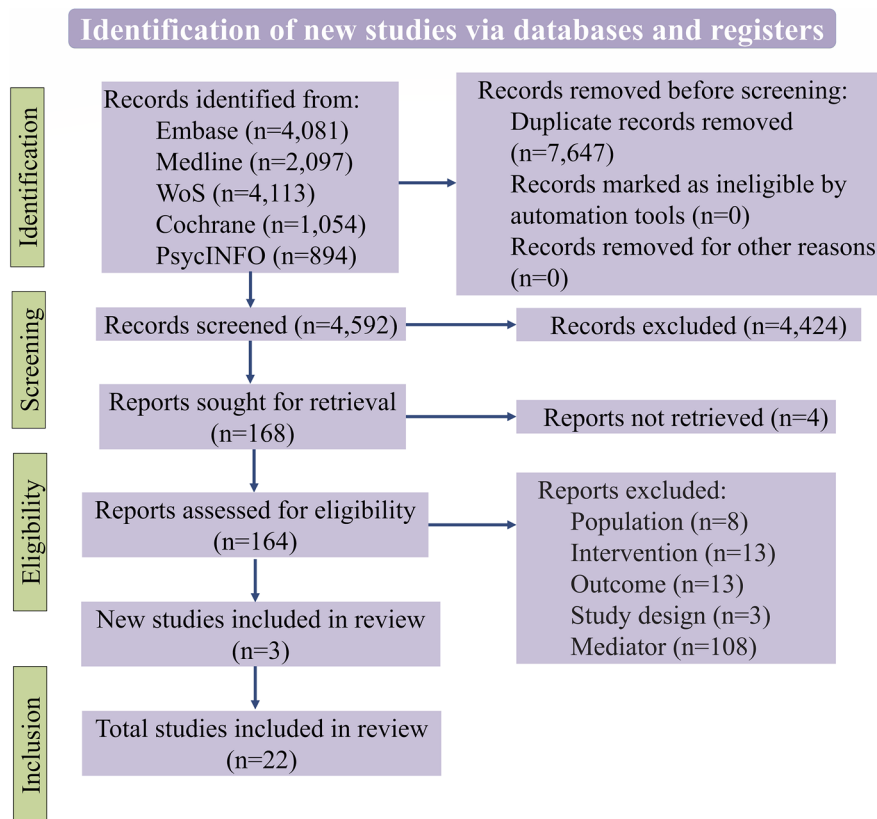 Identification of new studies via databases and registers
Identification
Records identified from:
Embase (n=4,081)
Medline (n=2,097)
WoS (n=4,113)
Cochrane (n=1,054)
PsycINFO (n=894)
Records removed before screening:
Duplicate records removed
(n=7,647)
Records marked as ineligible by
automation tools (n=0)
Records removed for other reasons
(n=0)
Screening
Records screened (n=4,592)
Records excluded (n=4,424)
Reports sought for retrieval
(n=168)
Reports not retrieved (n=4)
Eligibility
Reports assessed for eligibility
(n=164)
Reports excluded:
Population (n=8)
Intervention (n=13)
Outcome (n=13)
Study design (n=3)
Mediator (n=108)
New studies included in review
(n=3)
Inclusion
Total studies included in review
(n=22)